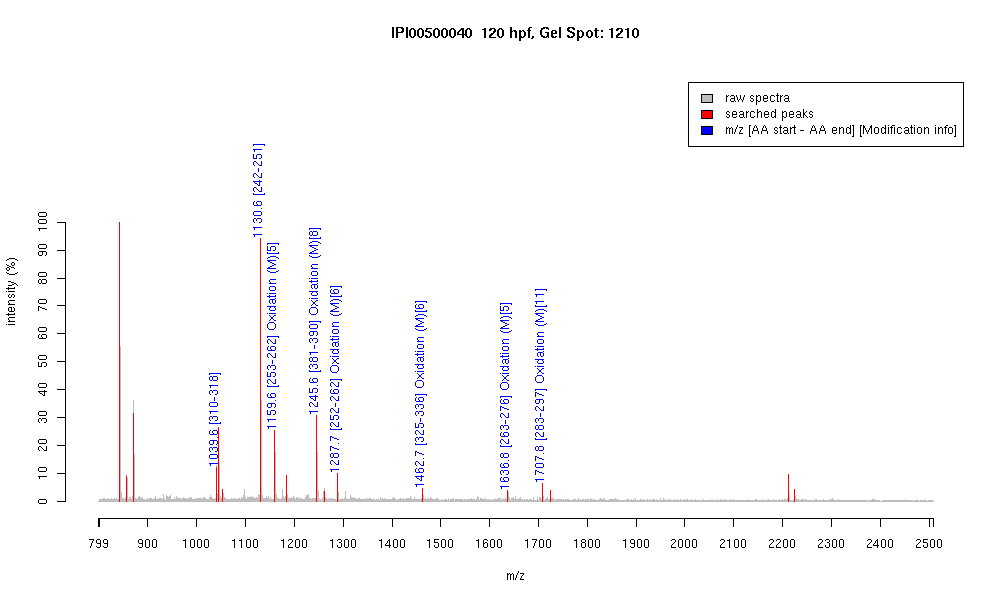 IPI00500040  120 hpf, Gel Spot: 1210
raw spectra
searched peaks
m/z [AA start - AA end] [Modification info]
intensity (%)
100
90
80
70
60
50
40
30
20
10
0
1039.6 [310-318]
1130.6 [242-251]
1159.6 [253-262] Oxidation (M)[5]
1245.6 [381-390] Oxidation (M)[8]
1287.7 [252-262] Oxidation (M)[6]
1462.7 [325-336] Oxidation (M)[6]
1636.8 [263-276] Oxidation (M)[5]
1707.8 [283-297] Oxidation (M)[11]
799 900 1000 1100 1200 1300 1400 1500 1600 1700 1800 1900 2000 2100 2200 2300 2400 2500
m/z